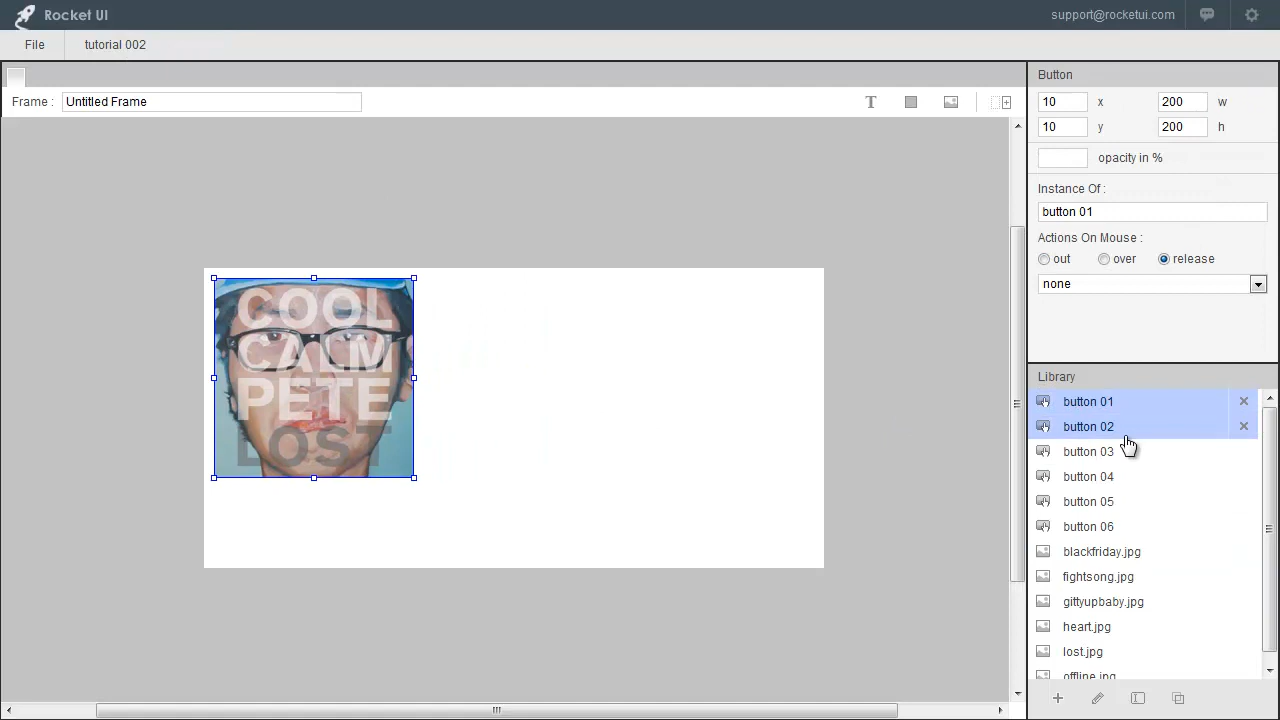 Rocket UI
support@rocketui.com
File
tutorial 002
Frame :
Untitled Frame
T
COOL
CALM
PETE
LOST
Button
10 x 200 w
10 y 200 h
opacity in %
Instance Of :
button 01
Actions On Mouse :
out over release
none
Library
button 01
button 02
button 03
button 04
button 05
button 06
blackfriday.jpg
fightsong.jpg
gittyupbaby.jpg
heart.jpg
lost.jpg
offline.jpg